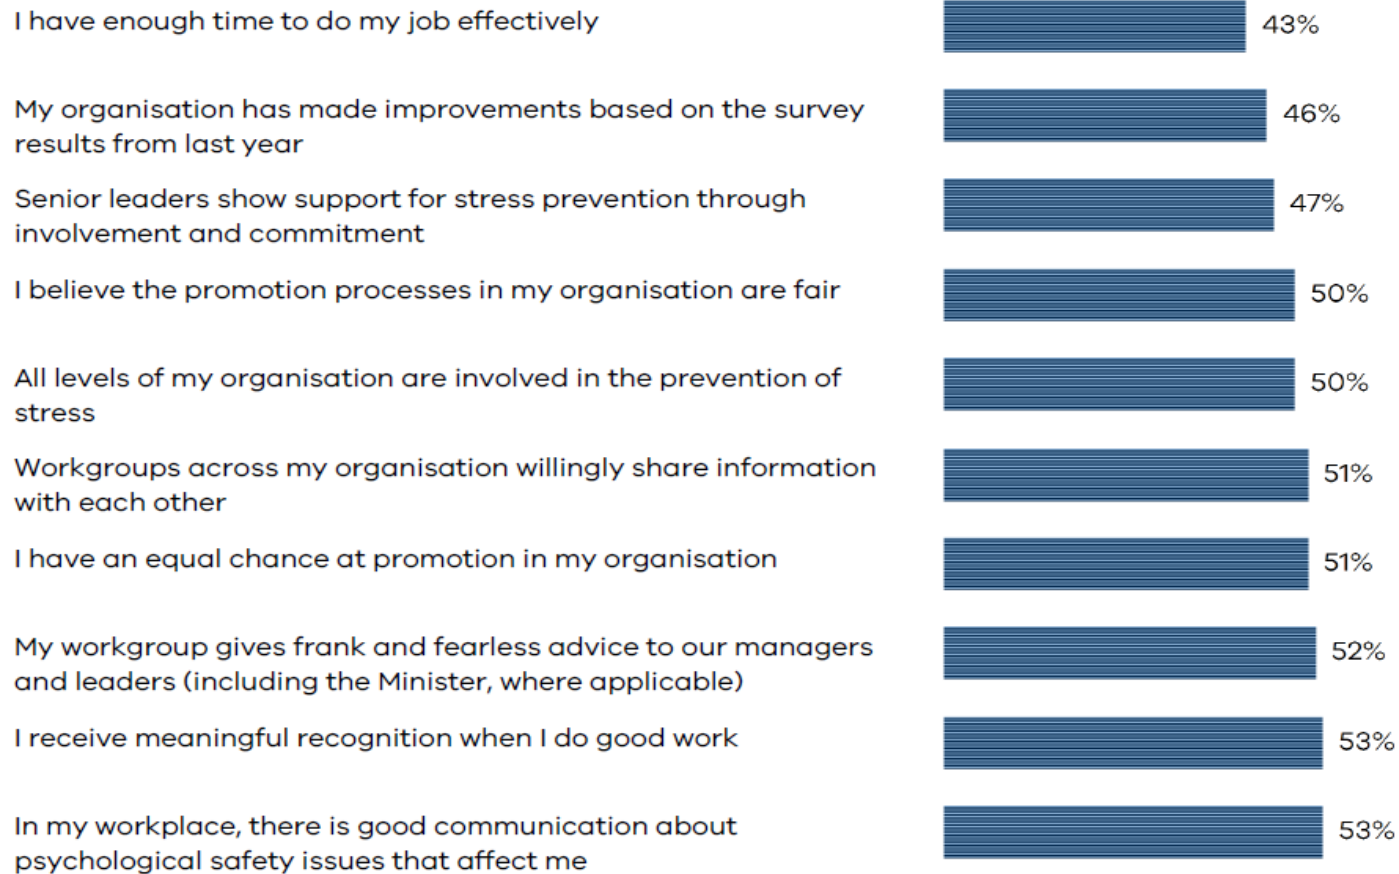 I have enough time to do my job effectively
43%
My organisation has made improvements based on the survey
results from last year
46%
Senior leaders show support for stress prevention through
involvement and commitment
47%
I believe the promotion processes in my organisation are fair
50%
All levels of my organisation are involved in the prevention of
stress
50%
Workgroups across my organisation willingly share information
with each other
51%
I have an equal chance at promotion in my organisation
51%
My workgroup gives frank and fearless advice to our managers
and leaders (including the Minister, where applicable)
52%
I receive meaningful recognition when I do good work
53%
In my workplace, there is good communication about
psychological safety issues that affect me
53%